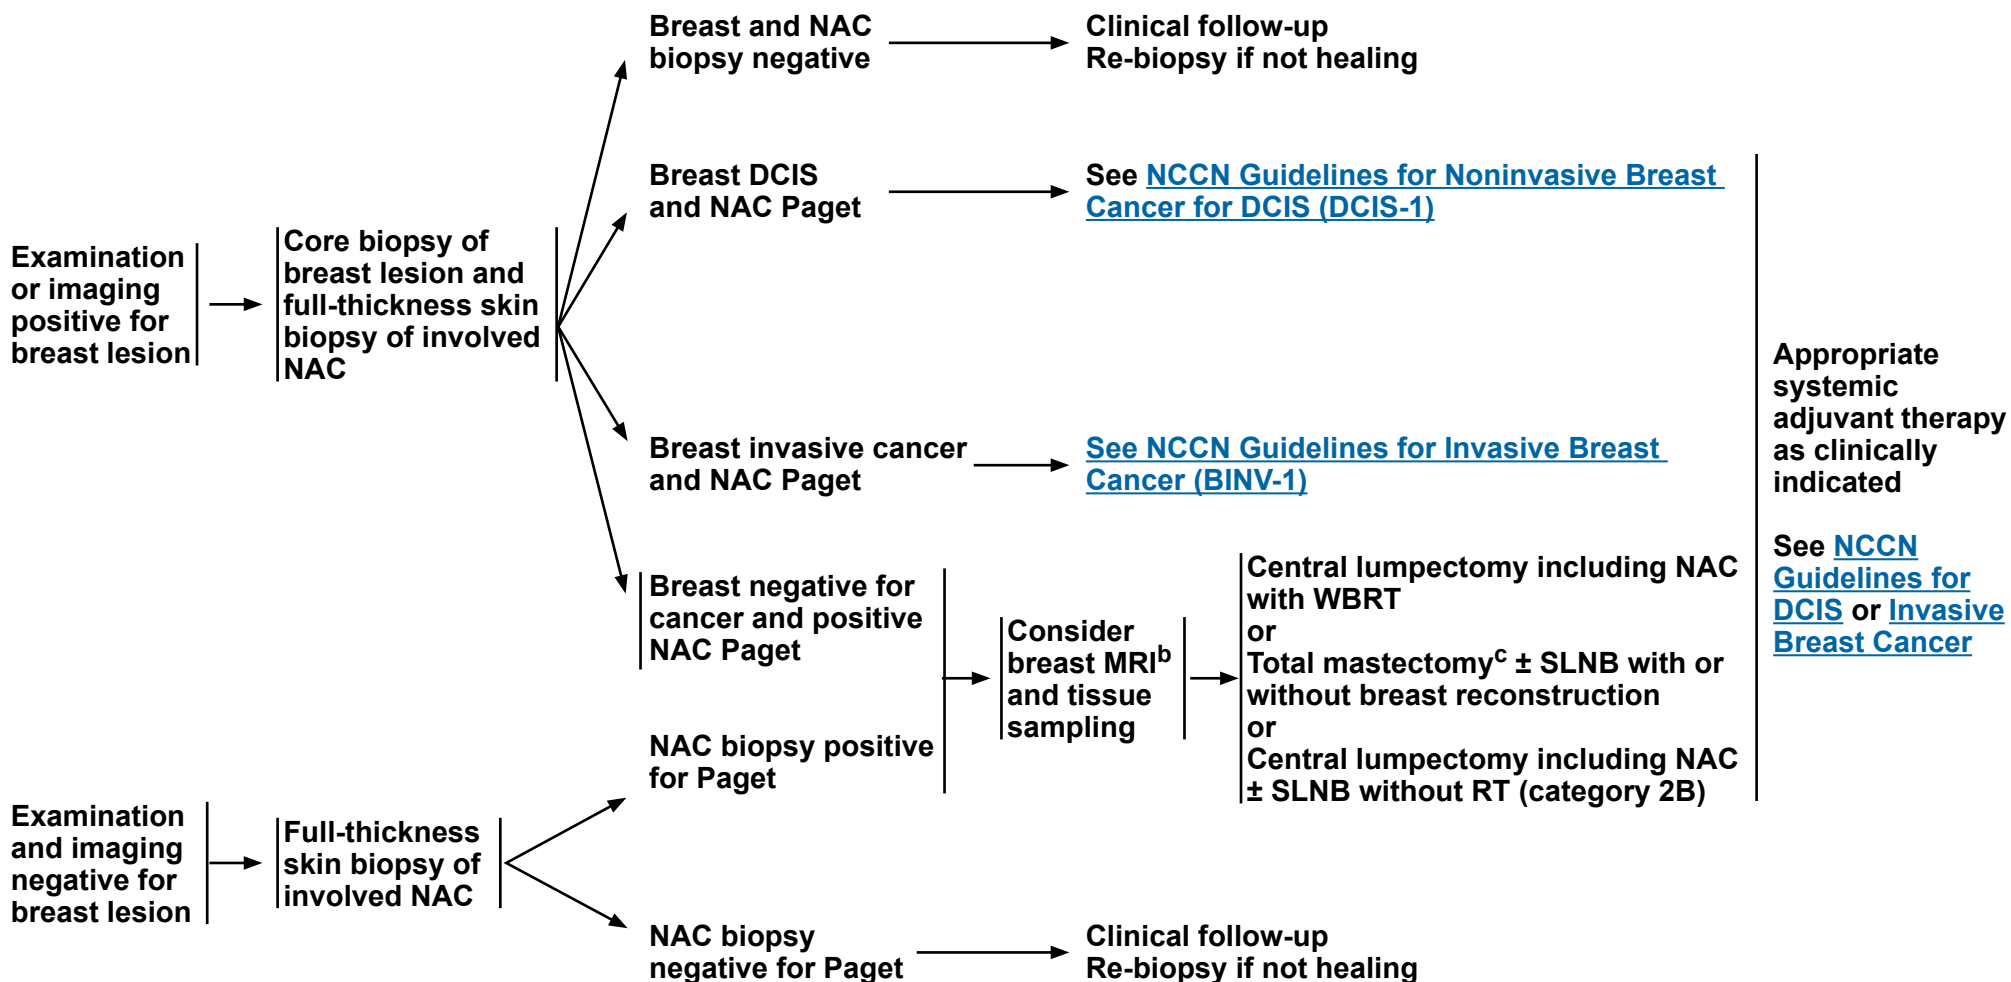 Examination
or imaging
positive for
breast lesion
Core biopsy of
breast lesion and
full-thickness skin
biopsy of involved
NAC
Breast and NAC
biopsy negative
Clinical follow-up
Re-biopsy if not healing
Breast DCIS
and NAC Paget
See NCCN Guidelines for Noninvasive Breast
Cancer for DCIS (DCIS-1)
Breast invasive cancer
and NAC Paget
See NCCN Guidelines for Invasive Breast
Cancer (BINV-1)
Breast negative for
cancer and positive
NAC Paget
Examination
and imaging
negative for
breast lesion
Full-thickness
skin biopsy of
involved NAC
NAC biopsy positive
for Paget
Consider
breast MRIᵇ
and tissue
sampling
Central lumpectomy including NAC
with WBRT
or
Total mastectomyᶜ ± SLNB with or
without breast reconstruction
or
Central lumpectomy including NAC
± SLNB without RT (category 2B)
NAC biopsy
negative for Paget
Clinical follow-up
Re-biopsy if not healing
Appropriate
systemic
adjuvant therapy
as clinically
indicated
See NCCN
Guidelines for
DCIS or Invasive
Breast Cancer